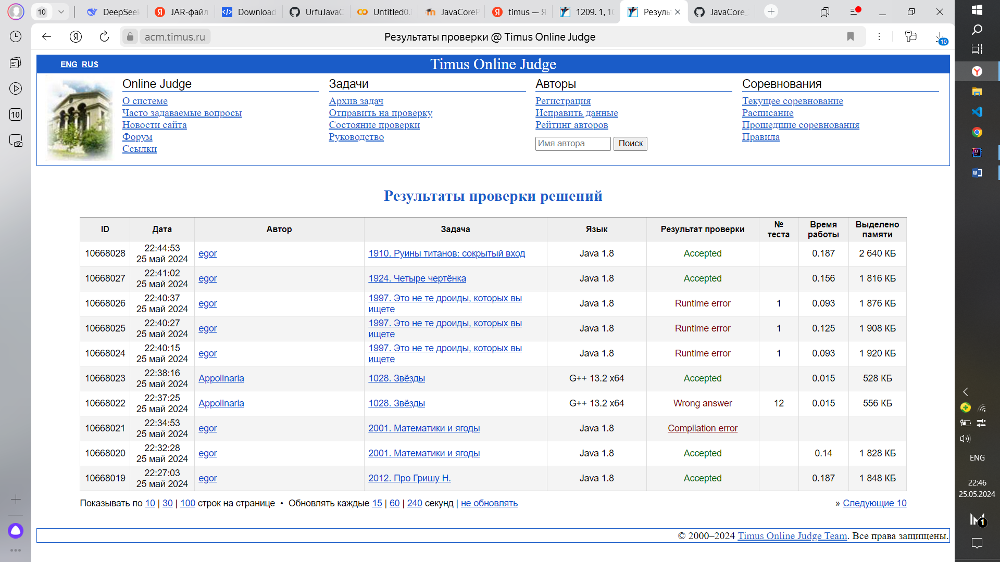 10
DeepSeek
JAR-файл
Download
UrfuJavaC
Untitled0.i
JavaCoreP
timus — Я
1209. 1, 10
Резуль
JavaCore_
acm.timus.ru
Результаты проверки @ Timus Online Judge
10
10
ENG RUS
Timus Online Judge
Online Judge
О системе
Часто задаваемые вопросы
Новости сайта
Форум
Ссылки
Задачи
Архив задач
Отправить на проверку
Состояние проверки
Руководство
Авторы
Регистрация
Исправить данные
Рейтинг авторов
Имя автора Поиск
Соревнования
Текущее соревнование
Расписание
Прошедшие соревнования
Правила
Результаты проверки решений
ID Дата Автор Задача Язык Результат проверки № теста Время работы Выделено памяти
10668028 22:44:53 25 май 2024 egor 1910. Руины титанов: сокрытый вход Java 1.8 Accepted 0.187 2 640 КБ
10668027 22:41:02 25 май 2024 egor 1924. Четыре чертёнка Java 1.8 Accepted 0.156 1 816 КБ
10668026 22:40:37 25 май 2024 egor 1997. Это не те дроиды, которых вы ищете Java 1.8 Runtime error 1 0.093 1 876 КБ
10668025 22:40:27 25 май 2024 egor 1997. Это не те дроиды, которых вы ищете Java 1.8 Runtime error 1 0.125 1 908 КБ
10668024 22:40:15 25 май 2024 egor 1997. Это не те дроиды, которых вы ищете Java 1.8 Runtime error 1 0.093 1 920 КБ
10668023 22:38:16 25 май 2024 Appolinaria 1028. Звёзды G++ 13.2 x64 Accepted 0.015 528 КБ
10668022 22:37:25 25 май 2024 Appolinaria 1028. Звёзды G++ 13.2 x64 Wrong answer 12 0.015 556 КБ
10668021 22:34:53 25 май 2024 egor 2001. Математики и ягоды Java 1.8 Compilation error
10668020 22:32:28 25 май 2024 egor 2001. Математики и ягоды Java 1.8 Accepted 0.14 1 828 КБ
10668019 22:27:03 25 май 2024 egor 2012. Про Гришу Н. Java 1.8 Accepted 0.187 1 848 КБ
Показывать по 10 | 30 | 100 строк на странице • Обновлять каждые 15 | 60 | 240 секунд | не обновлять
» Следующие 10
© 2000–2024 Timus Online Judge Team. Все права защищены.
ENG
22:46
25.05.2024
1